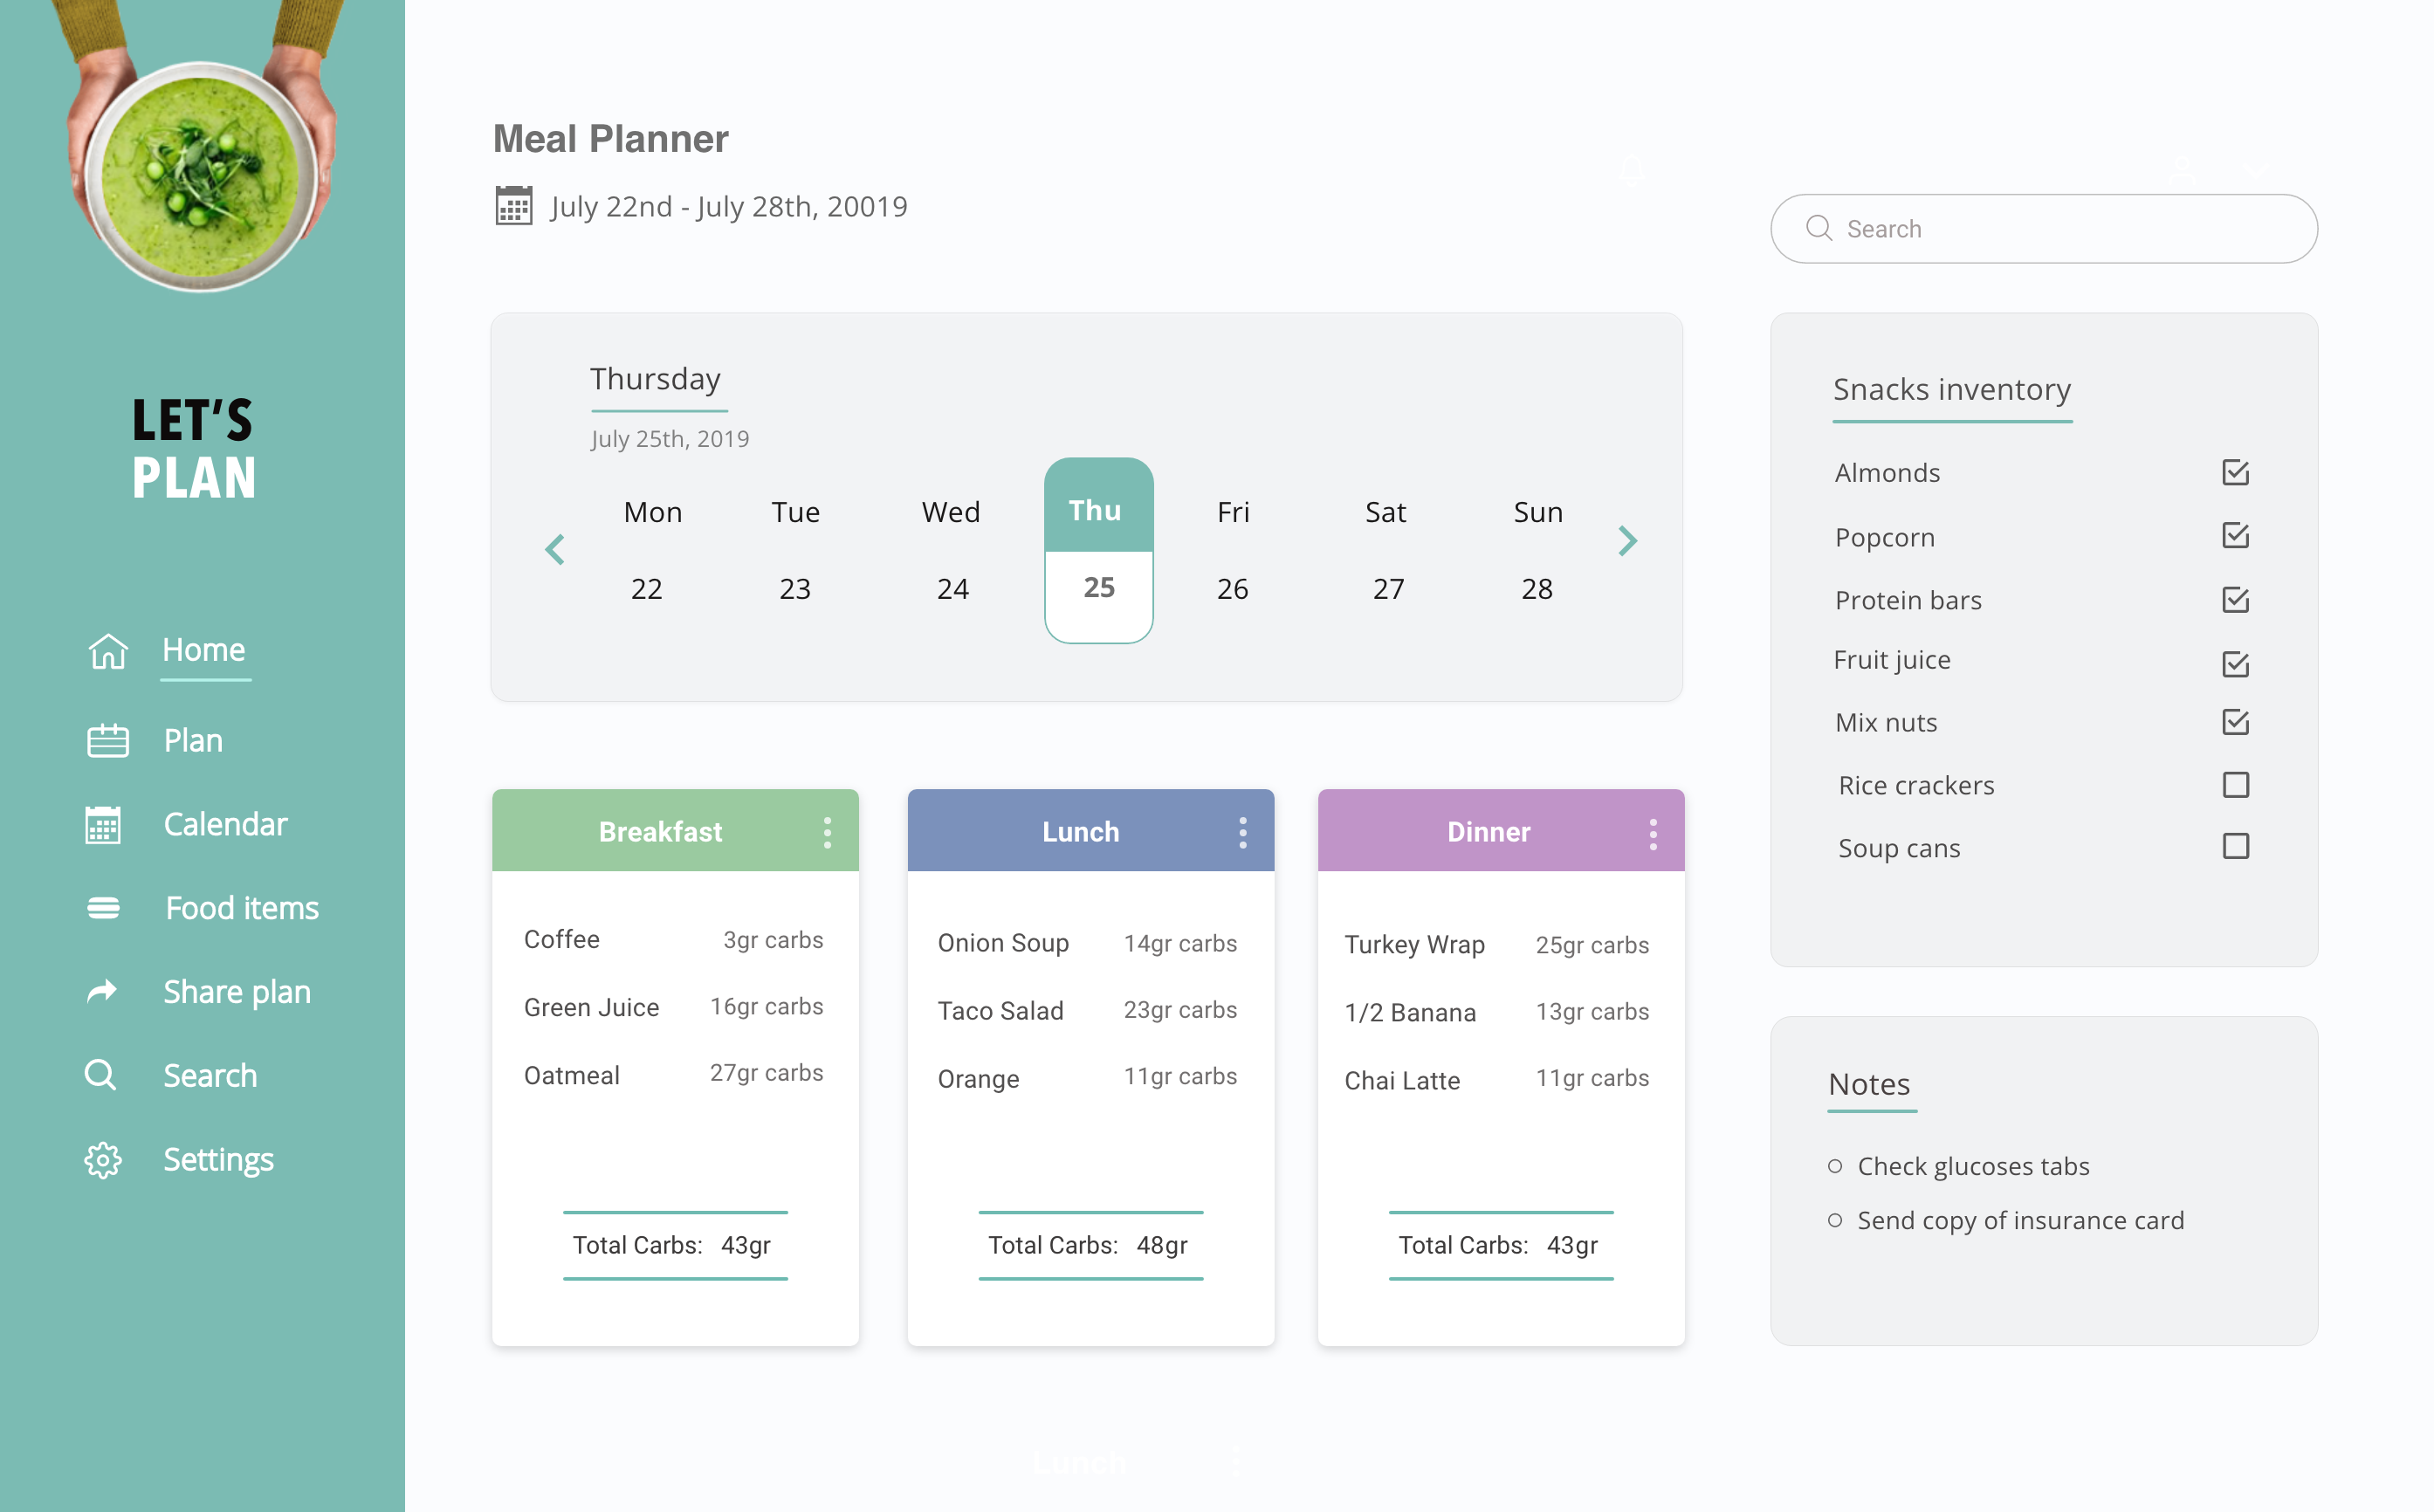 LET'S
PLAN
Home
Plan
Calendar
Food items
Share plan
Search
Settings
Meal Planner
July 22nd - July 28th, 20019
Search
Thursday
July 25th, 2019
Mon Tue Wed Thu Fri Sat Sun
22 23 24 25 26 27 28
Breakfast
Coffee 3gr carbs
Green Juice 16gr carbs
Oatmeal 27gr carbs
Total Carbs: 43gr
Lunch
Onion Soup 14gr carbs
Taco Salad 23gr carbs
Orange 11gr carbs
Total Carbs: 48gr
Dinner
Turkey Wrap 25gr carbs
1/2 Banana 13gr carbs
Chai Latte 11gr carbs
Total Carbs: 43gr
Snacks inventory
Almonds
Popcorn
Protein bars
Fruit juice
Mix nuts
Rice crackers
Soup cans
Notes
Check glucoses tabs
Send copy of insurance card
Lunch